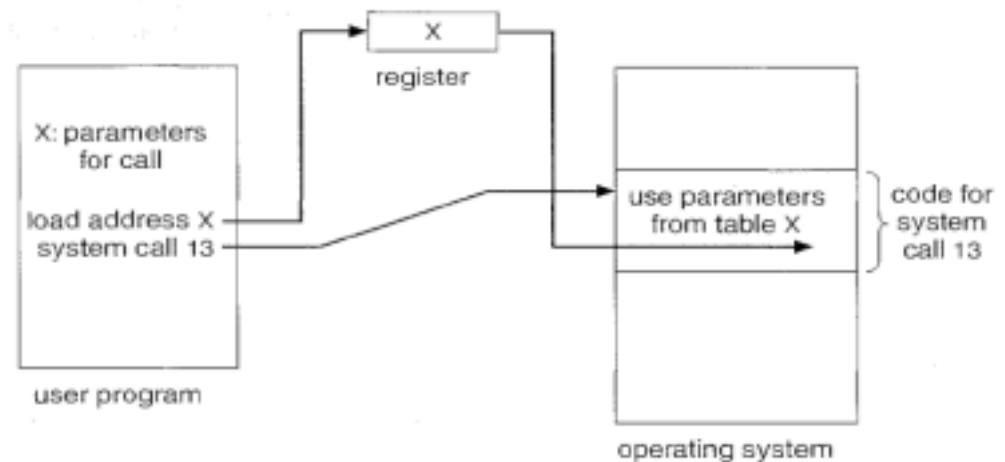 X
register
X: parameters
for call
load address X
system call 13
user program
use parameters
from table X
code for
system
call 13
operating system